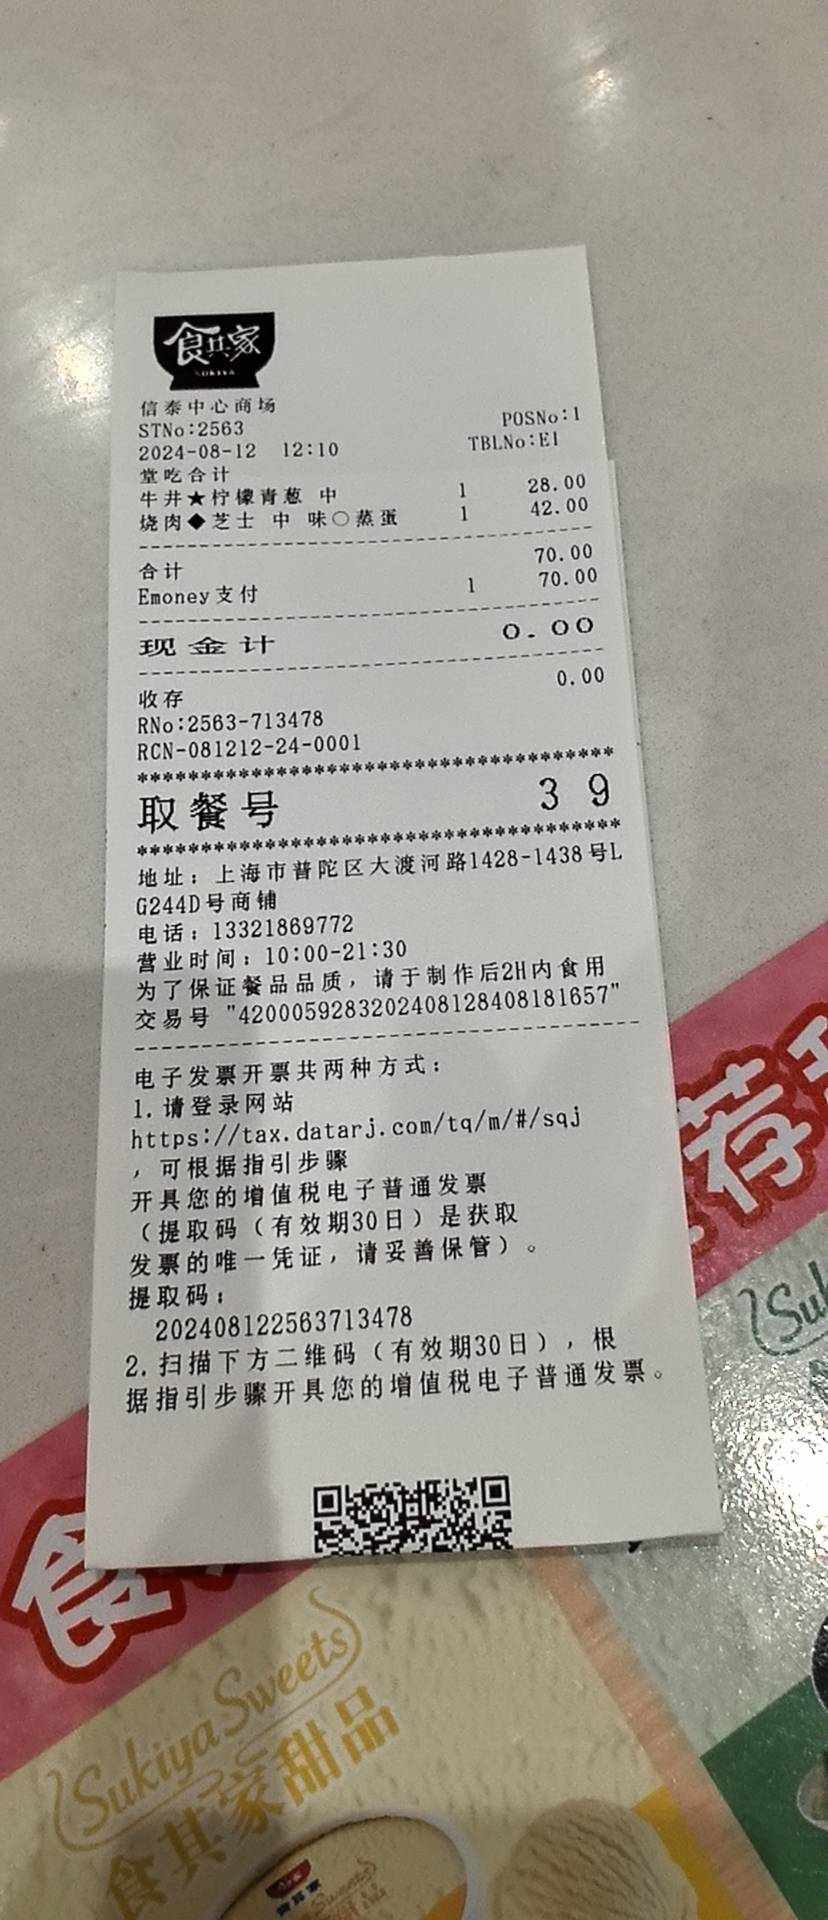 食其家
SUKIYA
信泰中心商场
STNo:2563 POSNo:1
2024-08-12 12:10 TBLNo:E1
堂吃合计
牛丼★柠檬青葱 中 1 28.00
烧肉◆芝士 中 味○蒸蛋 1 42.00
合计 70.00
Emoney支付 1 70.00
现金计 0.00
收存 0.00
RNo:2563-713478
RCN-081212-24-0001
************************************
取餐号 39
************************************
地址：上海市普陀区大渡河路1428-1438号L
G244D号商铺
电话：13321869772
营业时间：10:00-21:30
为了保证餐品品质，请于制作后2H内食用
交易号 "4200059283202408128408181657"
电子发票开票共两种方式：
1.请登录网站
https://tax.datarj.com/tq/m/#/sqj
，可根据指引步骤
开具您的增值税电子普通发票
（提取码（有效期30日）是获取
发票的唯一凭证，请妥善保管）。
提取码：
202408122563713478
2.扫描下方二维码（有效期30日），根
据指引步骤开具您的增值税电子普通发票。
荐
Suki
食
Sukiya Sweets
食其家甜品